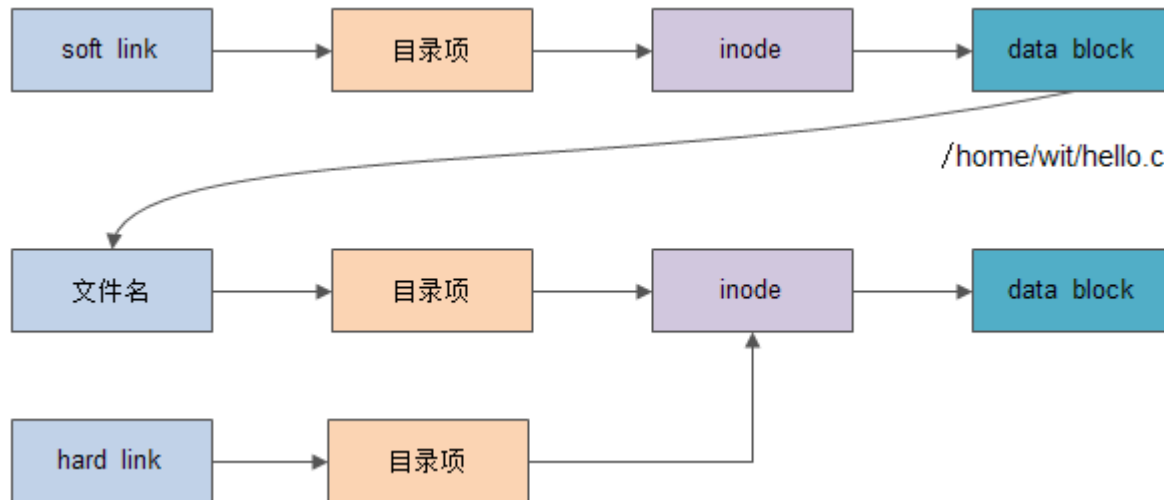 soft link
目录项
inode
data block
/home/wit/hello.c
文件名
目录项
inode
data block
hard link
目录项